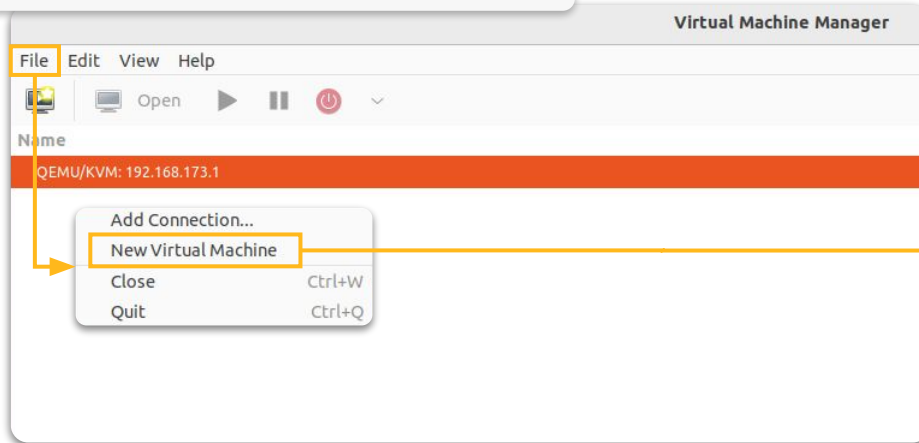 Virtual Machine Manager
File Edit View Help
Open
Name
QEMU/KVM: 192.168.173.1
Add Connection...
New Virtual Machine
Close Ctrl+W
Quit Ctrl+Q